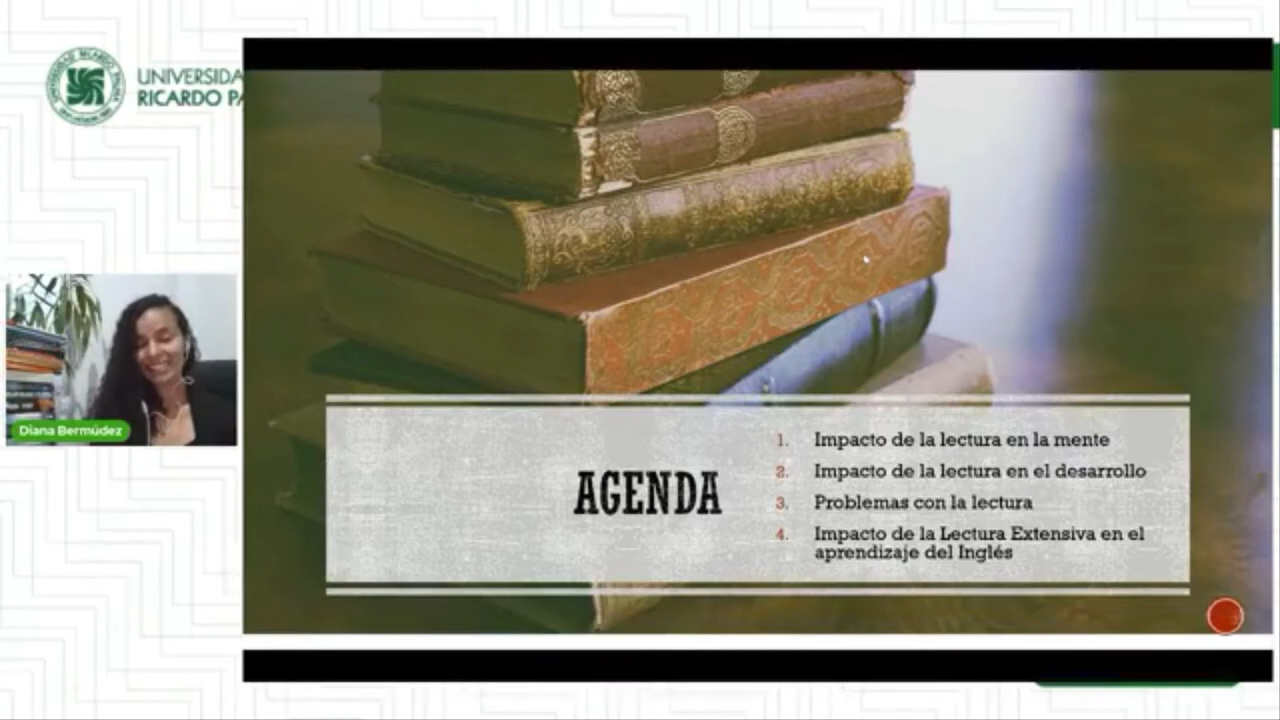 UNIVERSIDA
RICARDO PA
Diana Bermúdez
AGENDA
1. Impacto de la lectura en la mente
2. Impacto de la lectura en el desarrollo
3. Problemas con la lectura
4. Impacto de la Lectura Extensiva en el
aprendizaje del Inglés